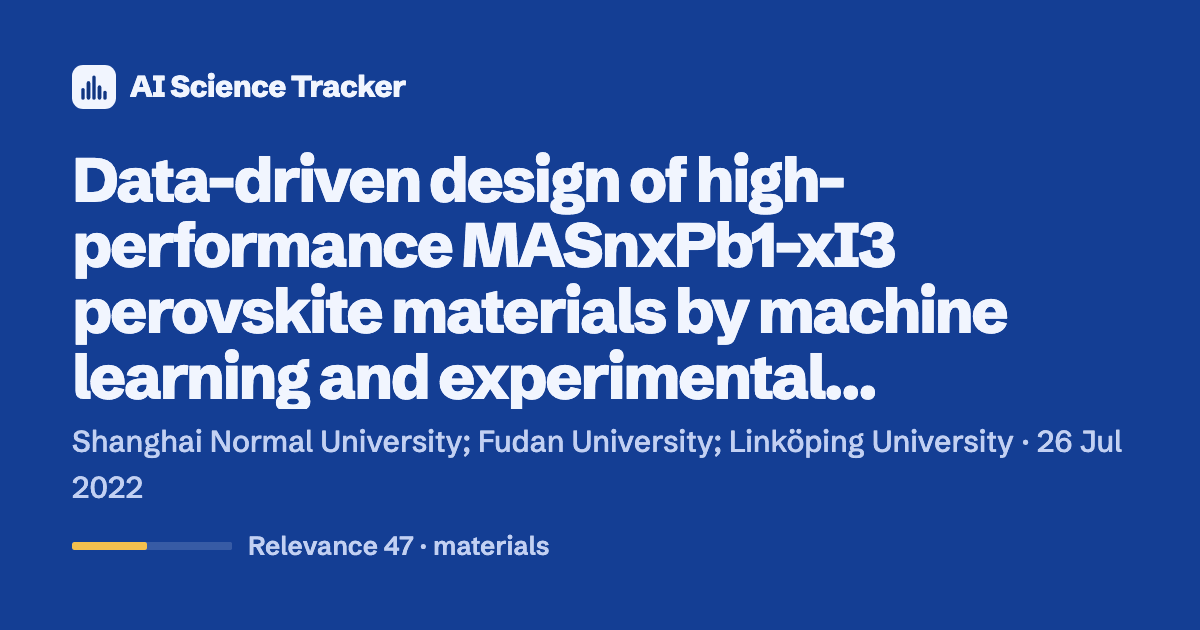 AI Science Tracker
Data-driven design of high-
performance MASnxPb1-xI3
perovskite materials by machine
learning and experimental...
Shanghai Normal University; Fudan University; Linköping University · 26 Jul
2022
Relevance 47 · materials